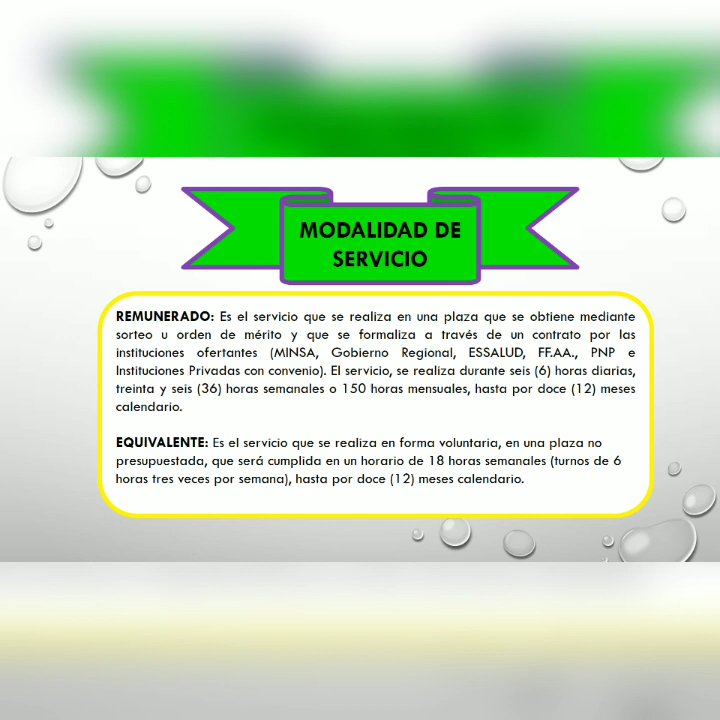 MODALIDAD DE
SERVICIO
REMUNERADO: Es el servicio que se realiza en una plaza que se obtiene mediante
sorteo u orden de mérito y que se formaliza a través de un contrato por las
instituciones ofertantes (MINSA, Gobierno Regional, ESSALUD, FF.AA., PNP e
Instituciones Privadas con convenio). El servicio, se realiza durante seis (6) horas diarias,
treinta y seis (36) horas semanales o 150 horas mensuales, hasta por doce (12) meses
calendario.
EQUIVALENTE: Es el servicio que se realiza en forma voluntaria, en una plaza no
presupuestada, que será cumplida en un horario de 18 horas semanales (turnos de 6
horas tres veces por semana), hasta por doce (12) meses calendario.